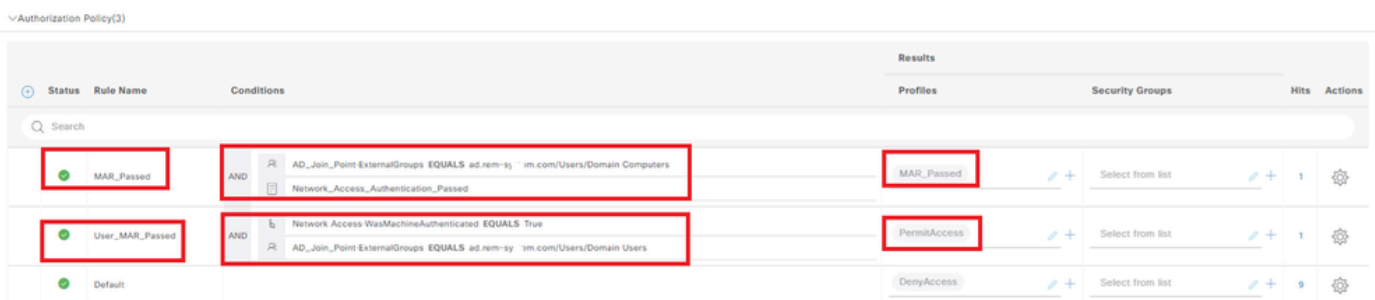 Authorization Policy(3)
Results
Status Rule Name Conditions Profiles Security Groups Hits Actions
Search
MAR_Passed AND AD_Join_Point·ExternalGroups EQUALS ad.rem-sy m.com/Users/Domain Computers MAR_Passed Select from list 1
Network_Access_Authentication_Passed
User_MAR_Passed AND Network Access·WasMachineAuthenticated EQUALS True PermitAccess Select from list 1
AD_Join_Point·ExternalGroups EQUALS ad.rem-sy m.com/Users/Domain Users
Default DenyAccess Select from list 9